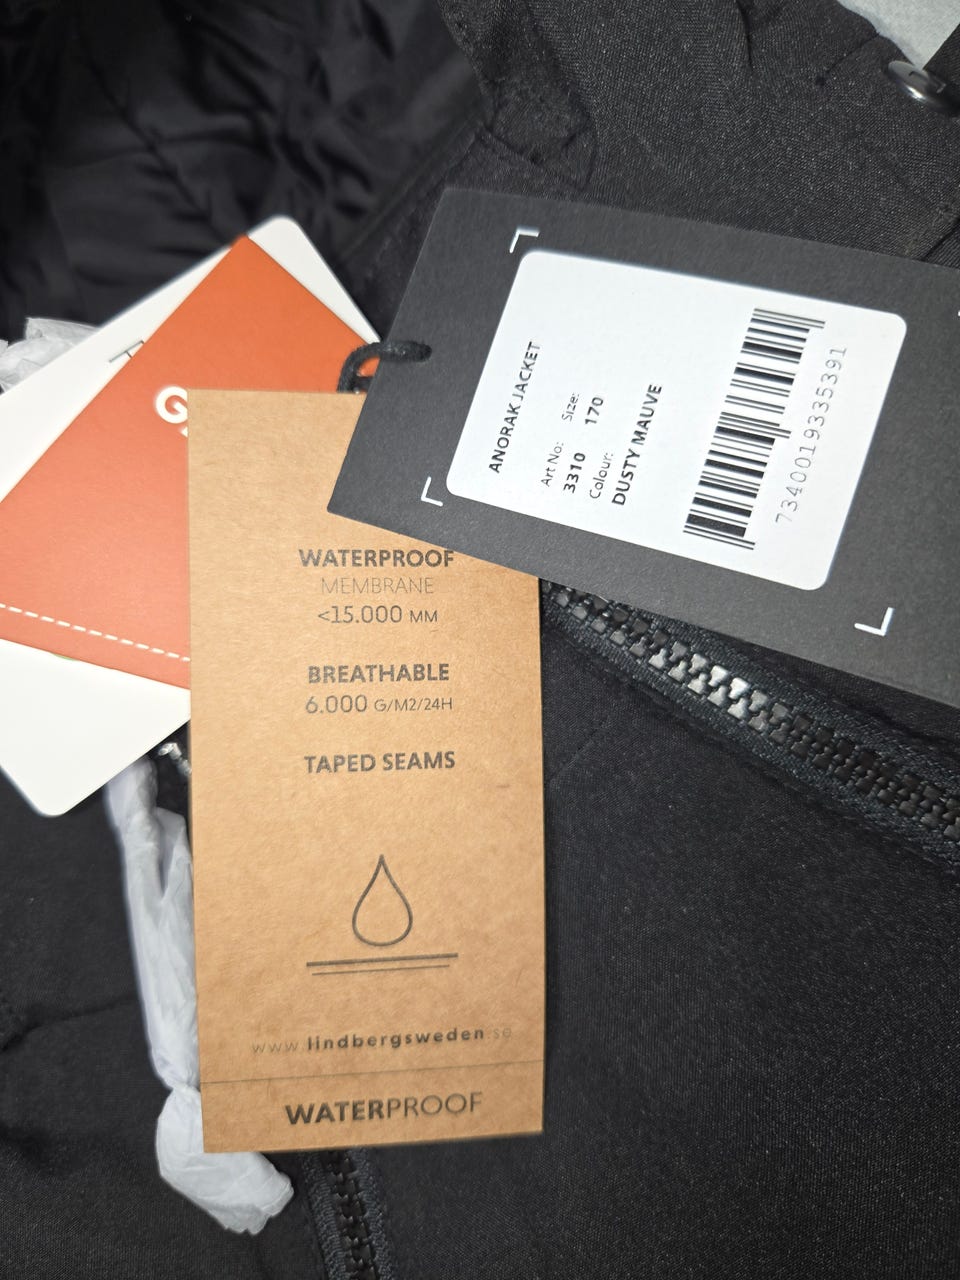 ANORAK JACKET
Art No: Size:
3310 170
Colour:
DUSTY MAUVE
7340019335391
WATERPROOF
MEMBRANE
<15.000 MM
BREATHABLE
6.000 G/M2/24H
TAPED SEAMS
www.lindbergsweden.se
WATERPROOF